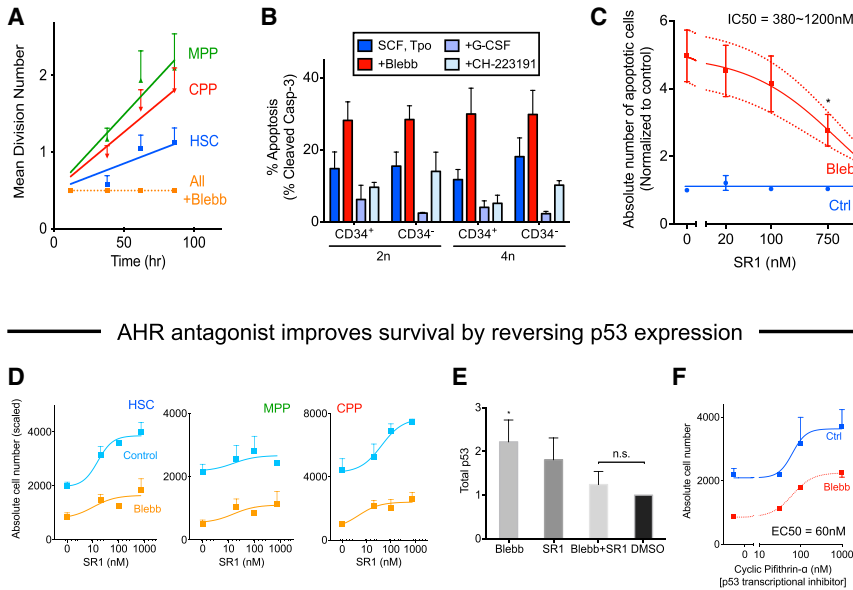 A
Mean Division Number
2
1
0
0
50
100
Time (hr)
MPP
CPP
HSC
All
+Blebb
B
SCF, Tpo
+G-CSF
+Blebb
+CH-223191
% Apoptosis
(% Cleaved Casp-3)
40
20
0
CD34+
CD34-
CD34+
CD34-
2n
4n
C
IC50 = 380~1200nM
Absolute number of apoptotic cells
(Normalized to control)
6
4
2
0
*
Bleb
Ctrl
0
20
100
750
SR1 (nM)
AHR antagonist improves survival by reversing p53 expression
D
Absolute cell number (scaled)
HSC
4000
2000
0
Control
Blebb
0
10
100
1000
SR1 (nM)
MPP
4000
2000
0
0
10
100
1000
SR1 (nM)
CPP
8000
4000
0
0
10
100
1000
SR1 (nM)
E
Total p53
3
2
1
0
*
n.s.
Blebb
SR1
Blebb+SR1
DMSO
F
Absolute cell number
4000
2000
0
Ctrl
Blebb
EC50 = 60nM
0
10
100
1000
Cyclic Pifithrin-α (nM)
[p53 transcriptional inhibitor]